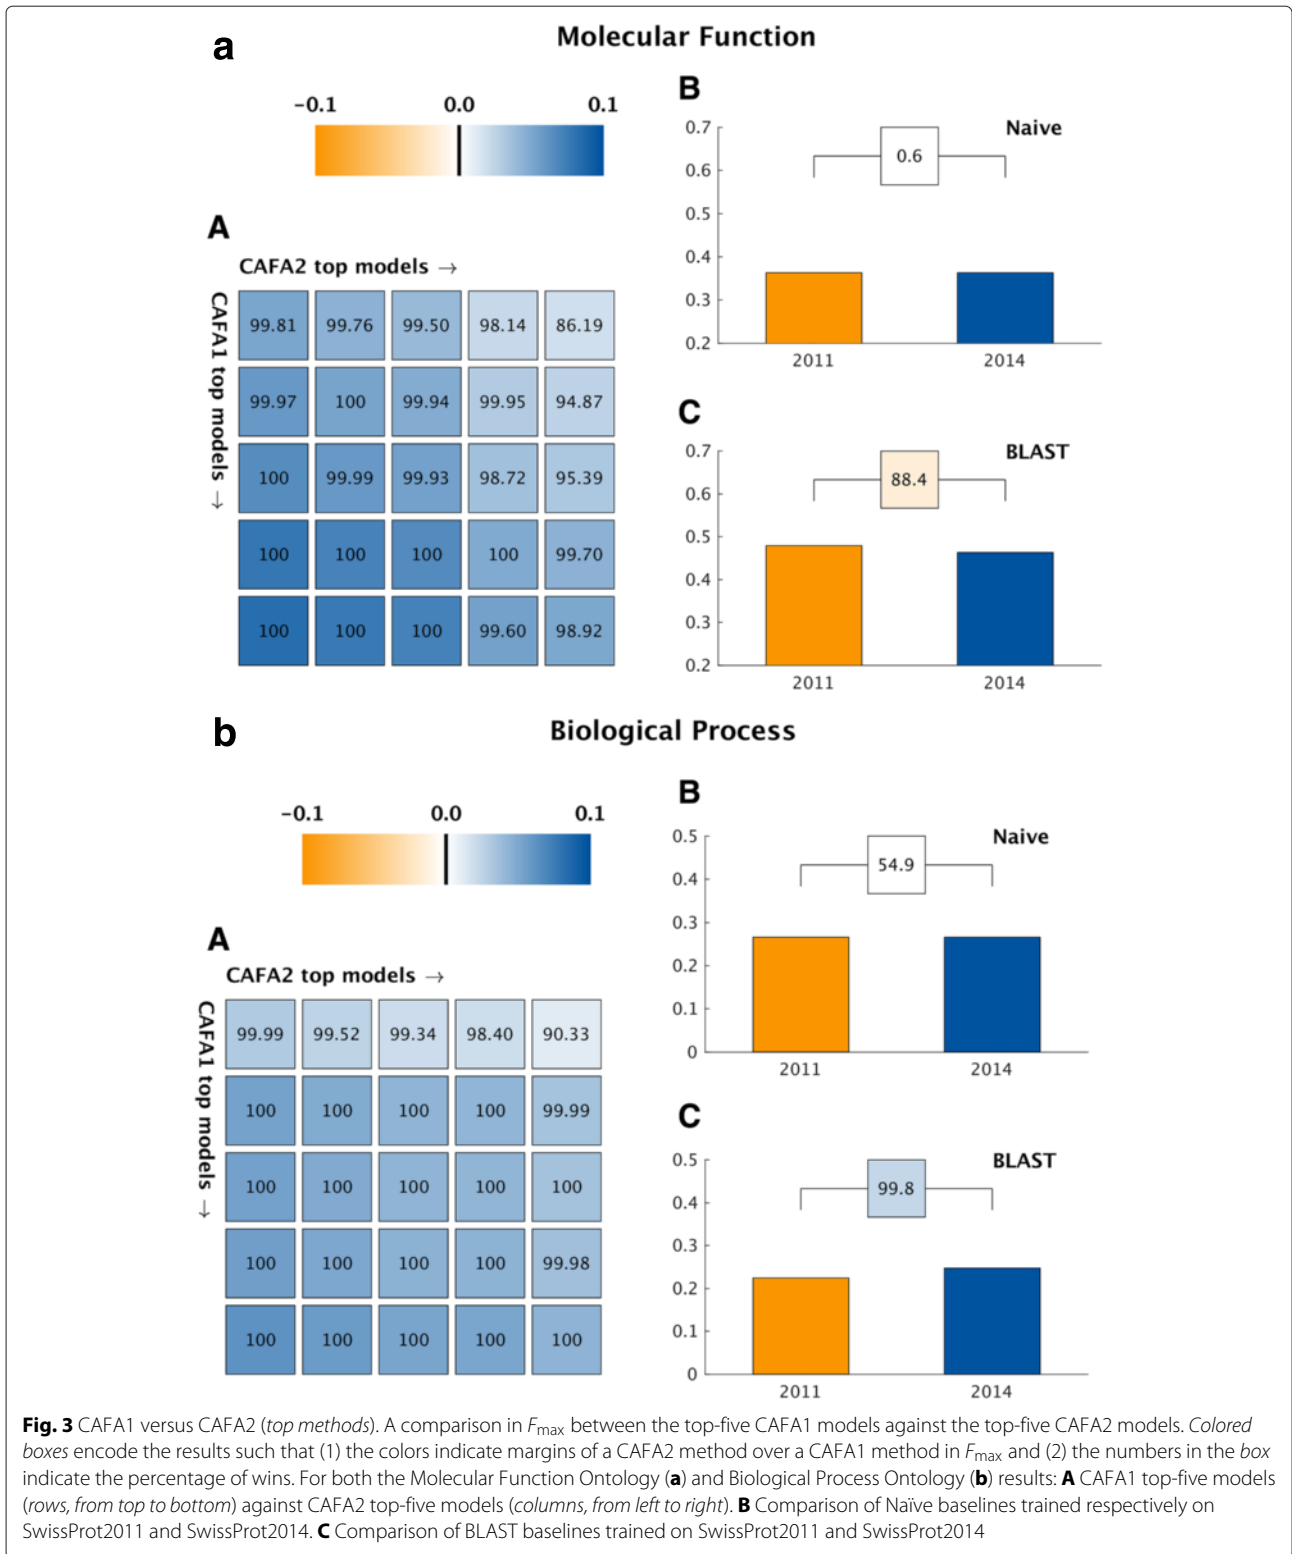 a
Molecular Function
-0.1 0.0 0.1
A
CAFA2 top models →
CAFA1 top models →
99.81 99.76 99.50 98.14 86.19
99.97 100 99.94 99.95 94.87
100 99.99 99.93 98.72 95.39
100 100 100 100 99.70
100 100 100 99.60 98.92
B
Naive
0.7
0.6
0.5
0.4
0.3
0.2
0.6
2011 2014
C
BLAST
0.7
0.6
0.5
0.4
0.3
0.2
88.4
2011 2014
b
Biological Process
-0.1 0.0 0.1
A
CAFA2 top models →
CAFA1 top models →
99.99 99.52 99.34 98.40 90.33
100 100 100 100 99.99
100 100 100 100 100
100 100 100 100 99.98
100 100 100 100 100
B
Naive
0.5
0.4
0.3
0.2
0.1
0
54.9
2011 2014
C
BLAST
0.5
0.4
0.3
0.2
0.1
0
99.8
2011 2014
Fig. 3 CAFA1 versus CAFA2 (top methods). A comparison in Fmax between the top-five CAFA1 models against the top-five CAFA2 models. Colored
boxes encode the results such that (1) the colors indicate margins of a CAFA2 method over a CAFA1 method in Fmax and (2) the numbers in the box
indicate the percentage of wins. For both the Molecular Function Ontology (a) and Biological Process Ontology (b) results: A CAFA1 top-five models
(rows, from top to bottom) against CAFA2 top-five models (columns, from left to right). B Comparison of Naïve baselines trained respectively on
SwissProt2011 and SwissProt2014. C Comparison of BLAST baselines trained on SwissProt2011 and SwissProt2014